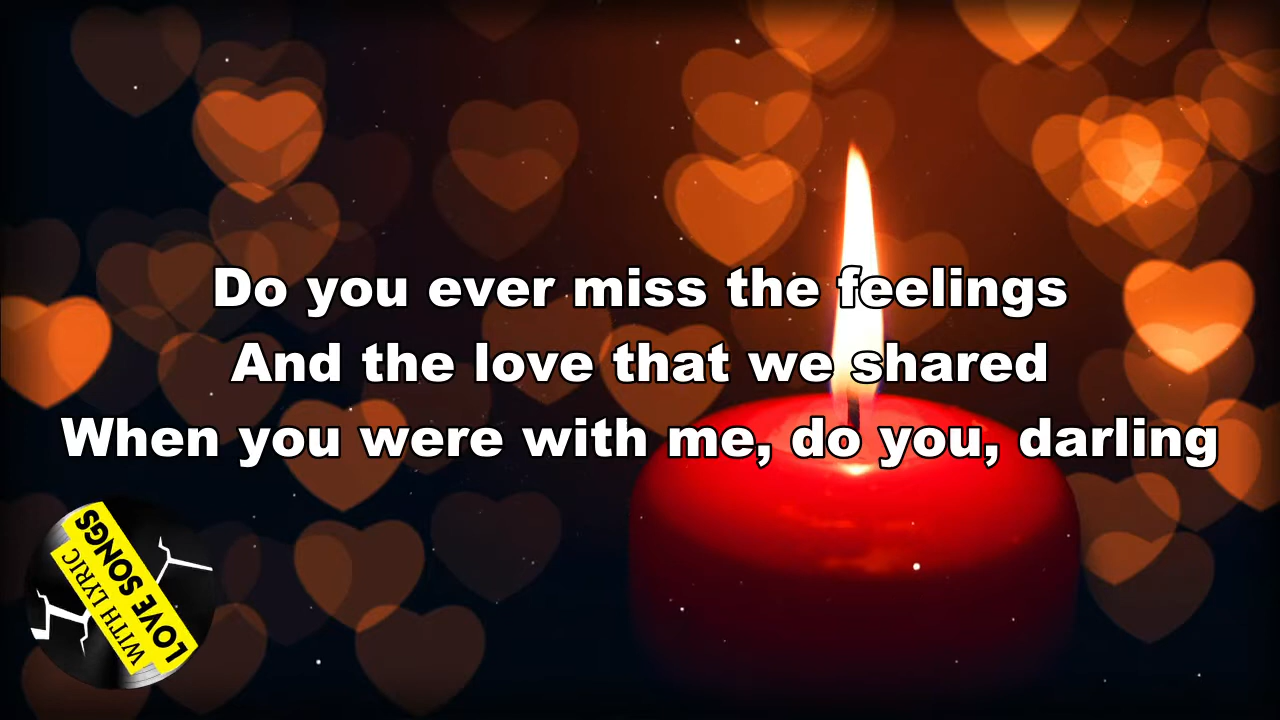 Do you ever miss the feelings
And the love that we shared
When you were with me, do you, darling
LOVE SONGS
WITH LYRIC